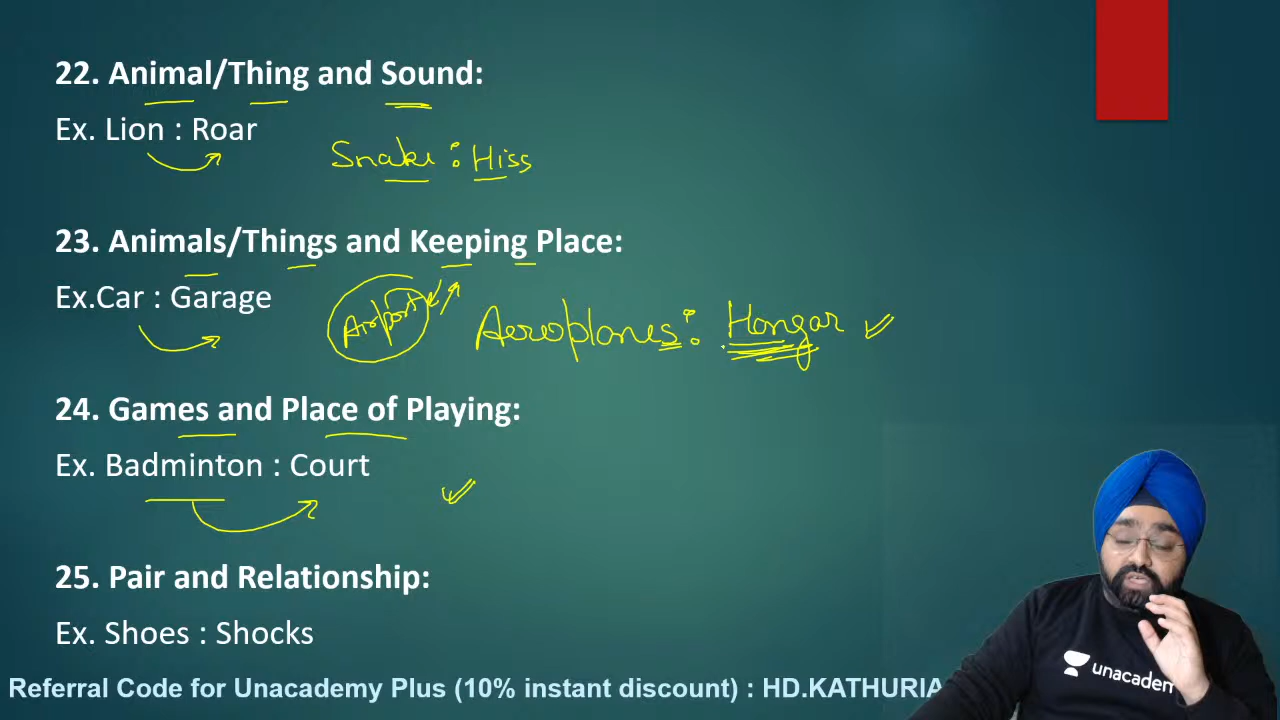 22. Animal/Thing and Sound:
Ex. Lion : Roar
Snake : Hiss
23. Animals/Things and Keeping Place:
Ex.Car : Garage
Airport
Aeroplanes : Hangar
24. Games and Place of Playing:
Ex. Badminton : Court
25. Pair and Relationship:
Ex. Shoes : Shocks
unacadem
Referral Code for Unacademy Plus (10% instant discount) : HD.KATHURIA